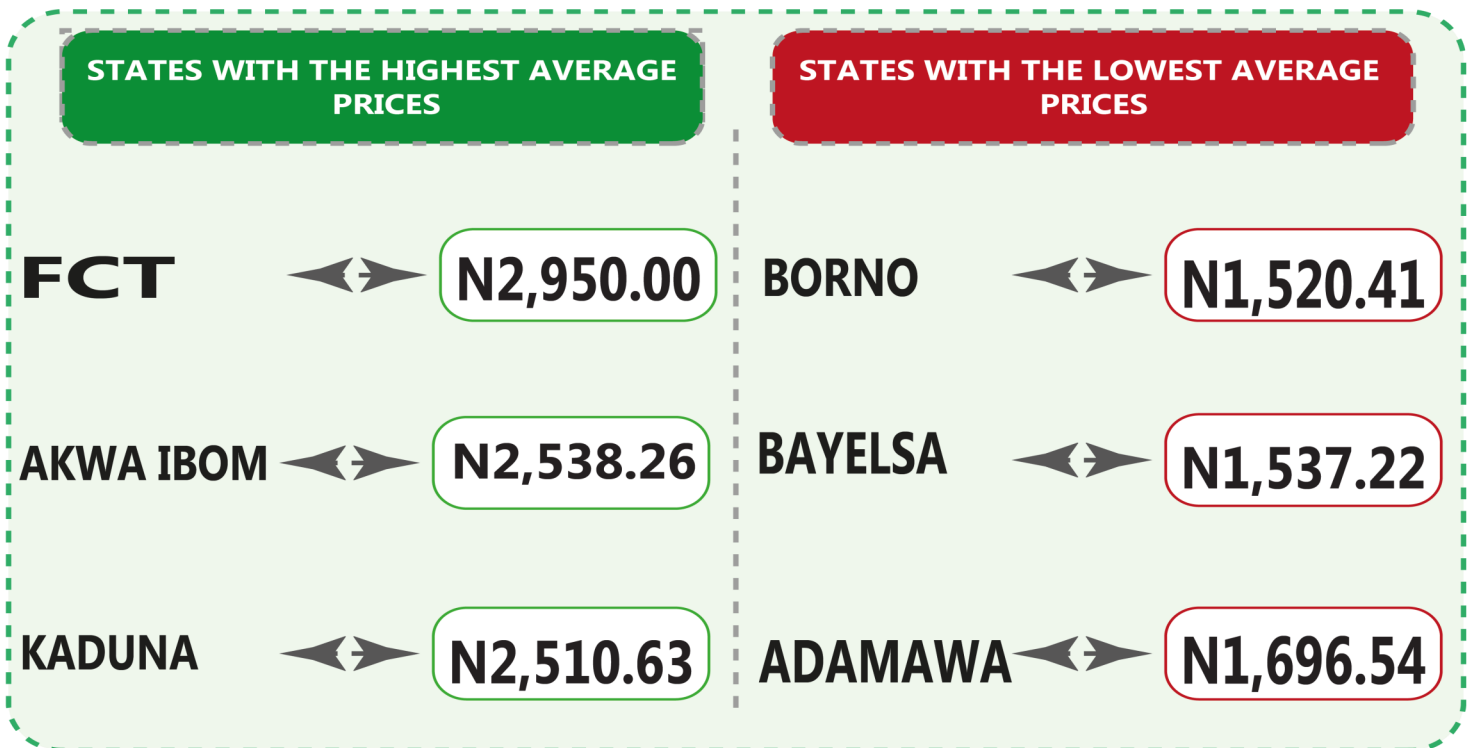 STATES WITH THE HIGHEST AVERAGE
PRICES
FCT N2,950.00
AKWA IBOM N2,538.26
KADUNA N2,510.63
STATES WITH THE LOWEST AVERAGE
PRICES
BORNO N1,520.41
BAYELSA N1,537.22
ADAMAWA N1,696.54